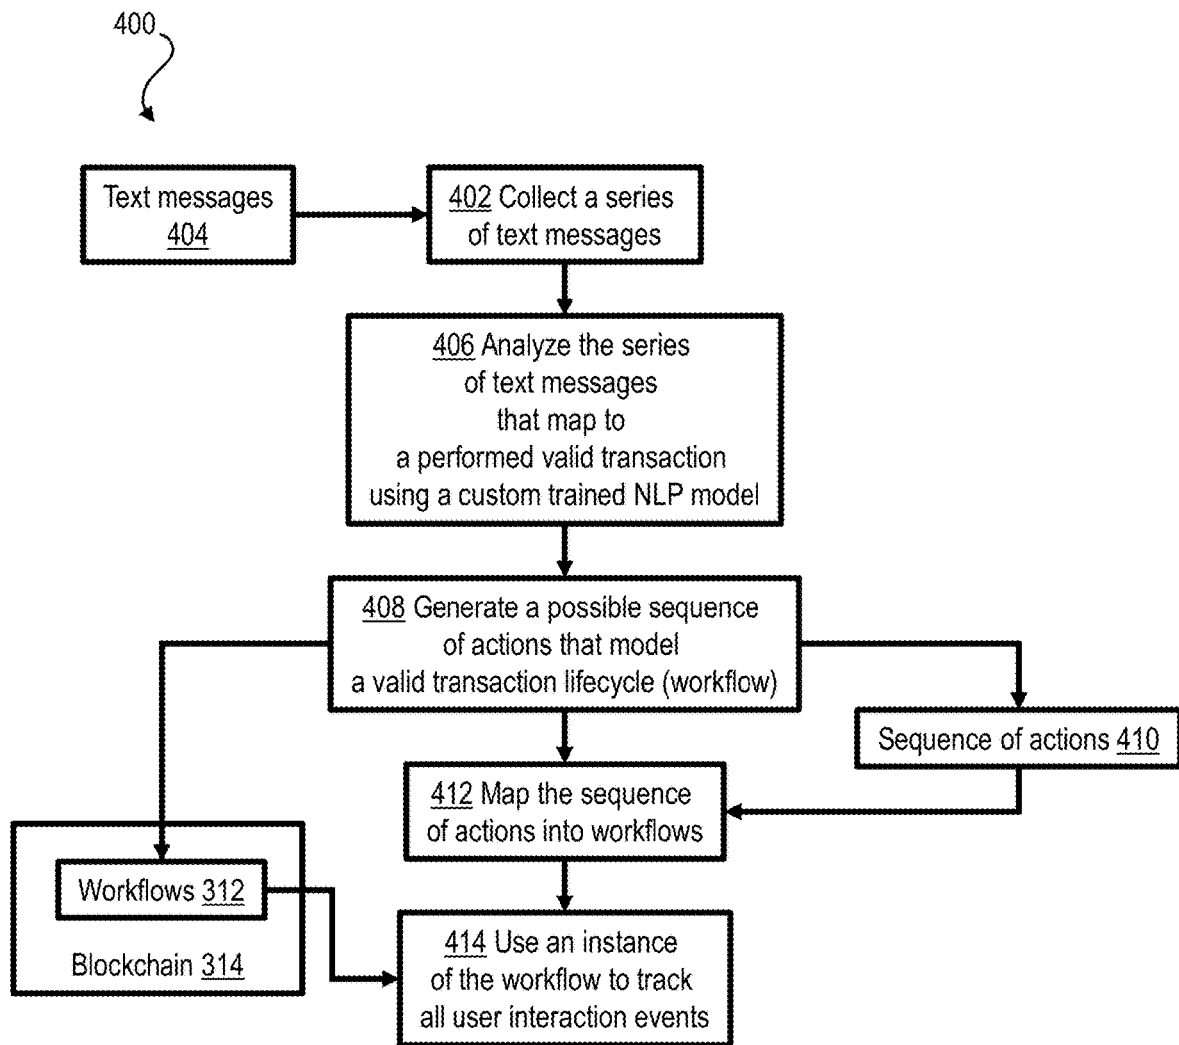 400
Text messages
404
402 Collect a series
of text messages
406 Analyze the series
of text messages
that map to
a performed valid transaction
using a custom trained NLP model
408 Generate a possible sequence
of actions that model
a valid transaction lifecycle (workflow)
Sequence of actions 410
412 Map the sequence
of actions into workflows
Workflows 312
Blockchain 314
414 Use an instance
of the workflow to track
all user interaction events